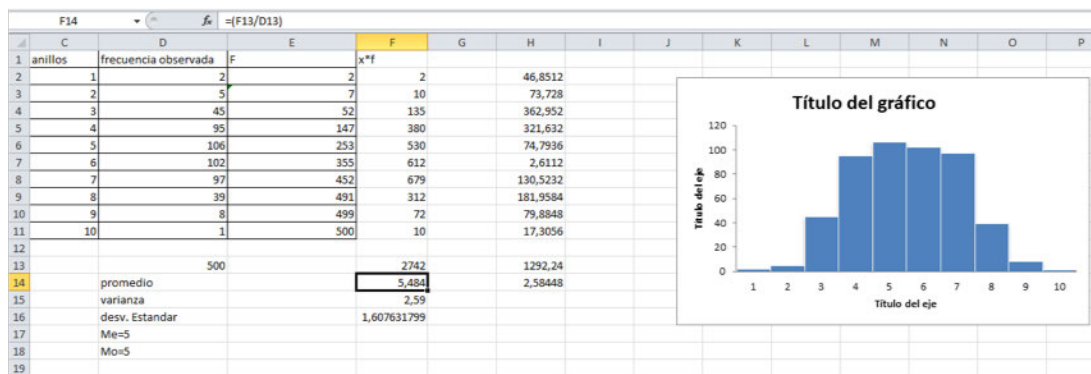 F14 fx =(F13/D13)
C D E F G H I J K L M N O P
1 anillos frecuencia observada F x*f
2 1 2 2 2 46,8512
3 2 5 7 10 73,728
4 3 45 52 135 362,952
5 4 95 147 380 321,632
6 5 106 253 530 74,7936
7 6 102 355 612 2,6112
8 7 97 452 679 130,5232
9 8 39 491 312 181,9584
10 9 8 499 72 79,8848
11 10 1 500 10 17,3056
12
13 500 2742 1292,24
14 promedio 5,484 2,58448
15 varianza 2,59
16 desv. Estandar 1,607631799
17 Me=5
18 Mo=5
19
Título del gráfico
Título del eje
120
100
80
60
40
20
0
1 2 3 4 5 6 7 8 9 10
Título del eje